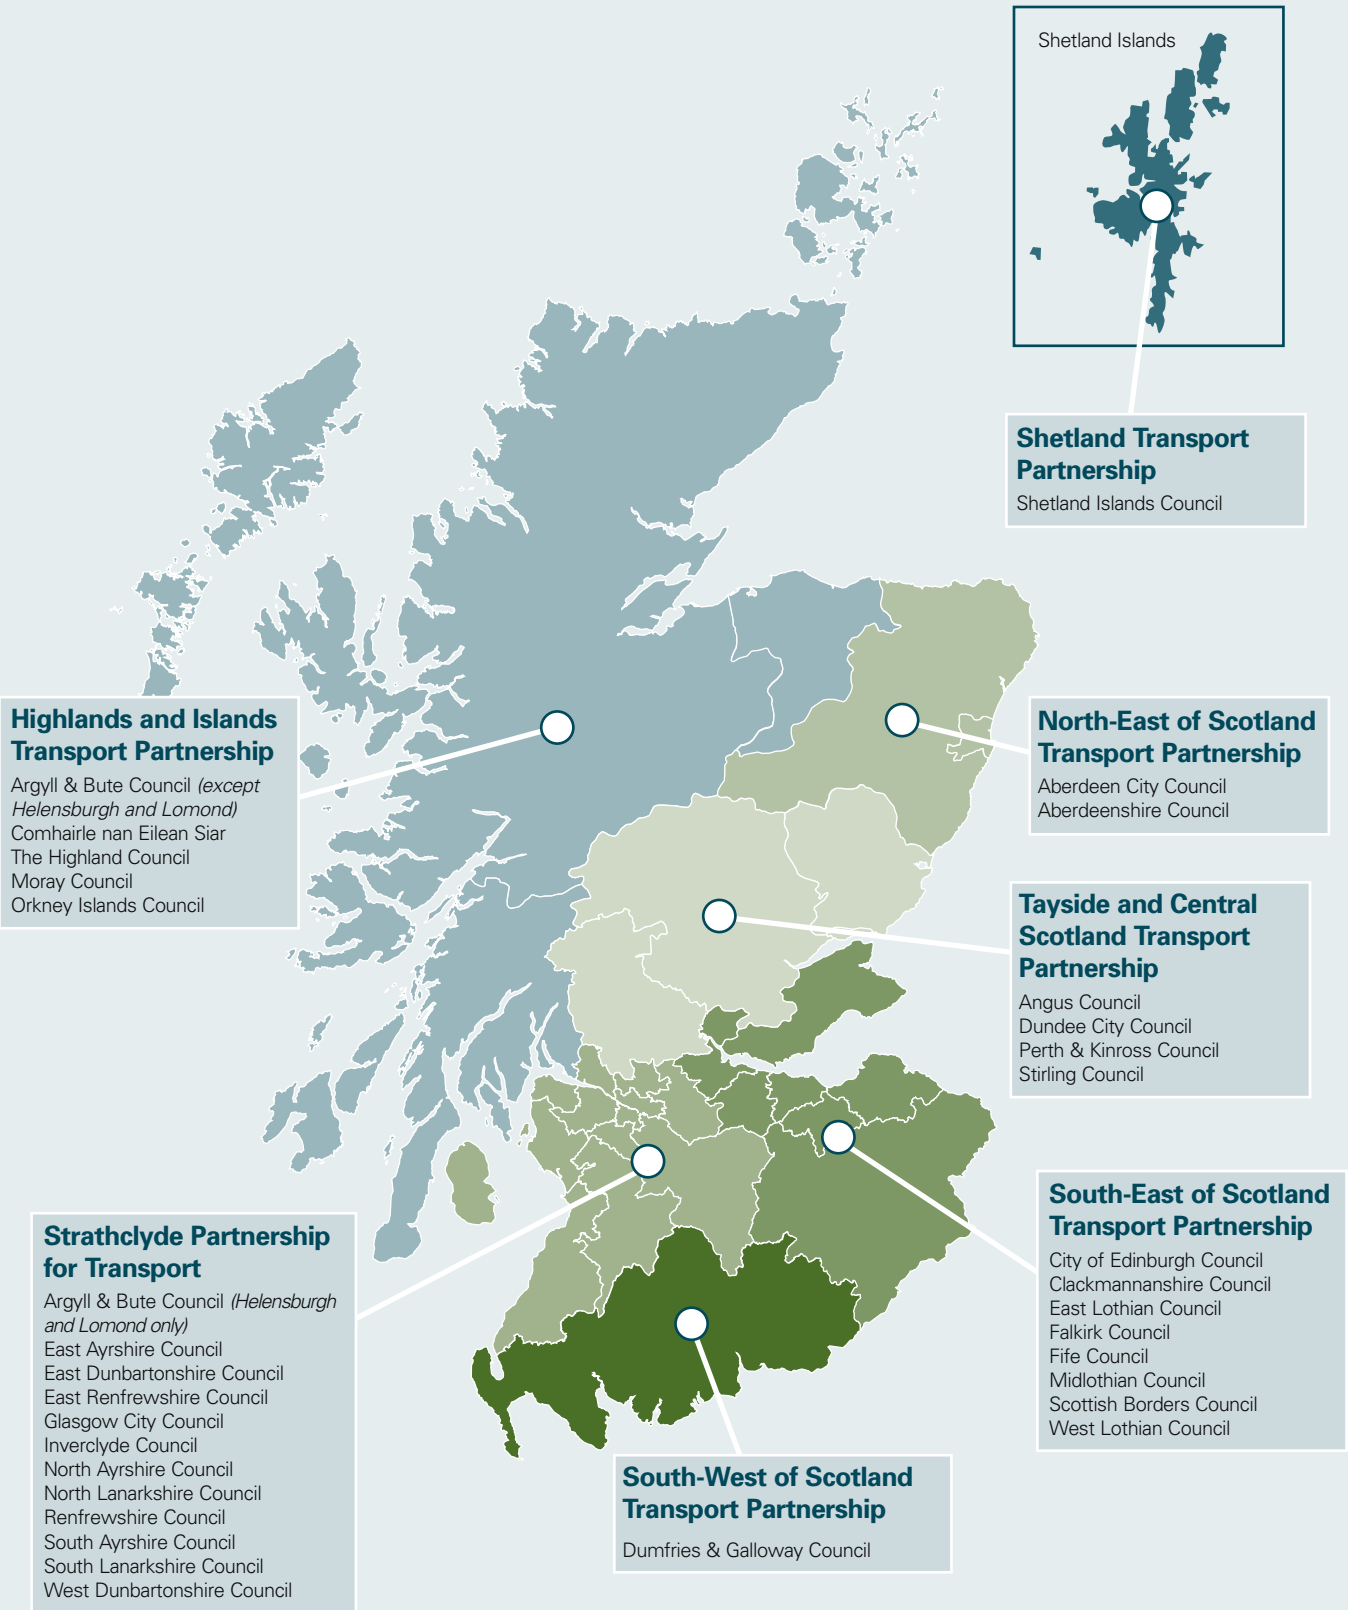 Shetland Islands
Shetland Transport
Partnership
Shetland Islands Council
Highlands and Islands
Transport Partnership
Argyll & Bute Council (except
Helensburgh and Lomond)
Comhairle nan Eilean Siar
The Highland Council
Moray Council
Orkney Islands Council
North-East of Scotland
Transport Partnership
Aberdeen City Council
Aberdeenshire Council
Tayside and Central
Scotland Transport
Partnership
Angus Council
Dundee City Council
Perth & Kinross Council
Stirling Council
South-East of Scotland
Transport Partnership
City of Edinburgh Council
Clackmannanshire Council
East Lothian Council
Falkirk Council
Fife Council
Midlothian Council
Scottish Borders Council
West Lothian Council
Strathclyde Partnership
for Transport
Argyll & Bute Council (Helensburgh
and Lomond only)
East Ayrshire Council
East Dunbartonshire Council
East Renfrewshire Council
Glasgow City Council
Inverclyde Council
North Ayrshire Council
North Lanarkshire Council
Renfrewshire Council
South Ayrshire Council
South Lanarkshire Council
West Dunbartonshire Council
South-West of Scotland
Transport Partnership
Dumfries & Galloway Council